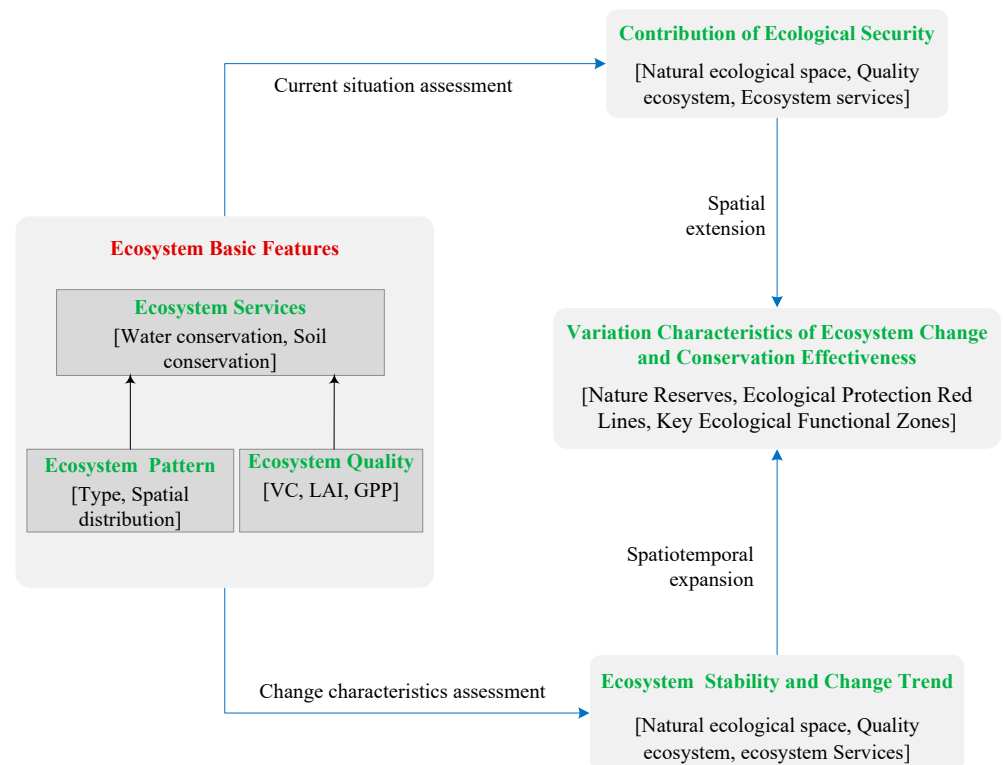 Contribution of Ecological Security
[Natural ecological space, Quality
ecosystem, Ecosystem services]
Current situation assessment
Spatial
extension
Ecosystem Basic Features
Ecosystem Services
[Water conservation, Soil
conservation]
Ecosystem Pattern
[Type, Spatial
distribution]
Ecosystem Quality
[VC, LAI, GPP]
Variation Characteristics of Ecosystem Change
and Conservation Effectiveness
[Nature Reserves, Ecological Protection Red
Lines, Key Ecological Functional Zones]
Spatiotemporal
expansion
Change characteristics assessment
Ecosystem Stability and Change Trend
[Natural ecological space, Quality
ecosystem, ecosystem Services]